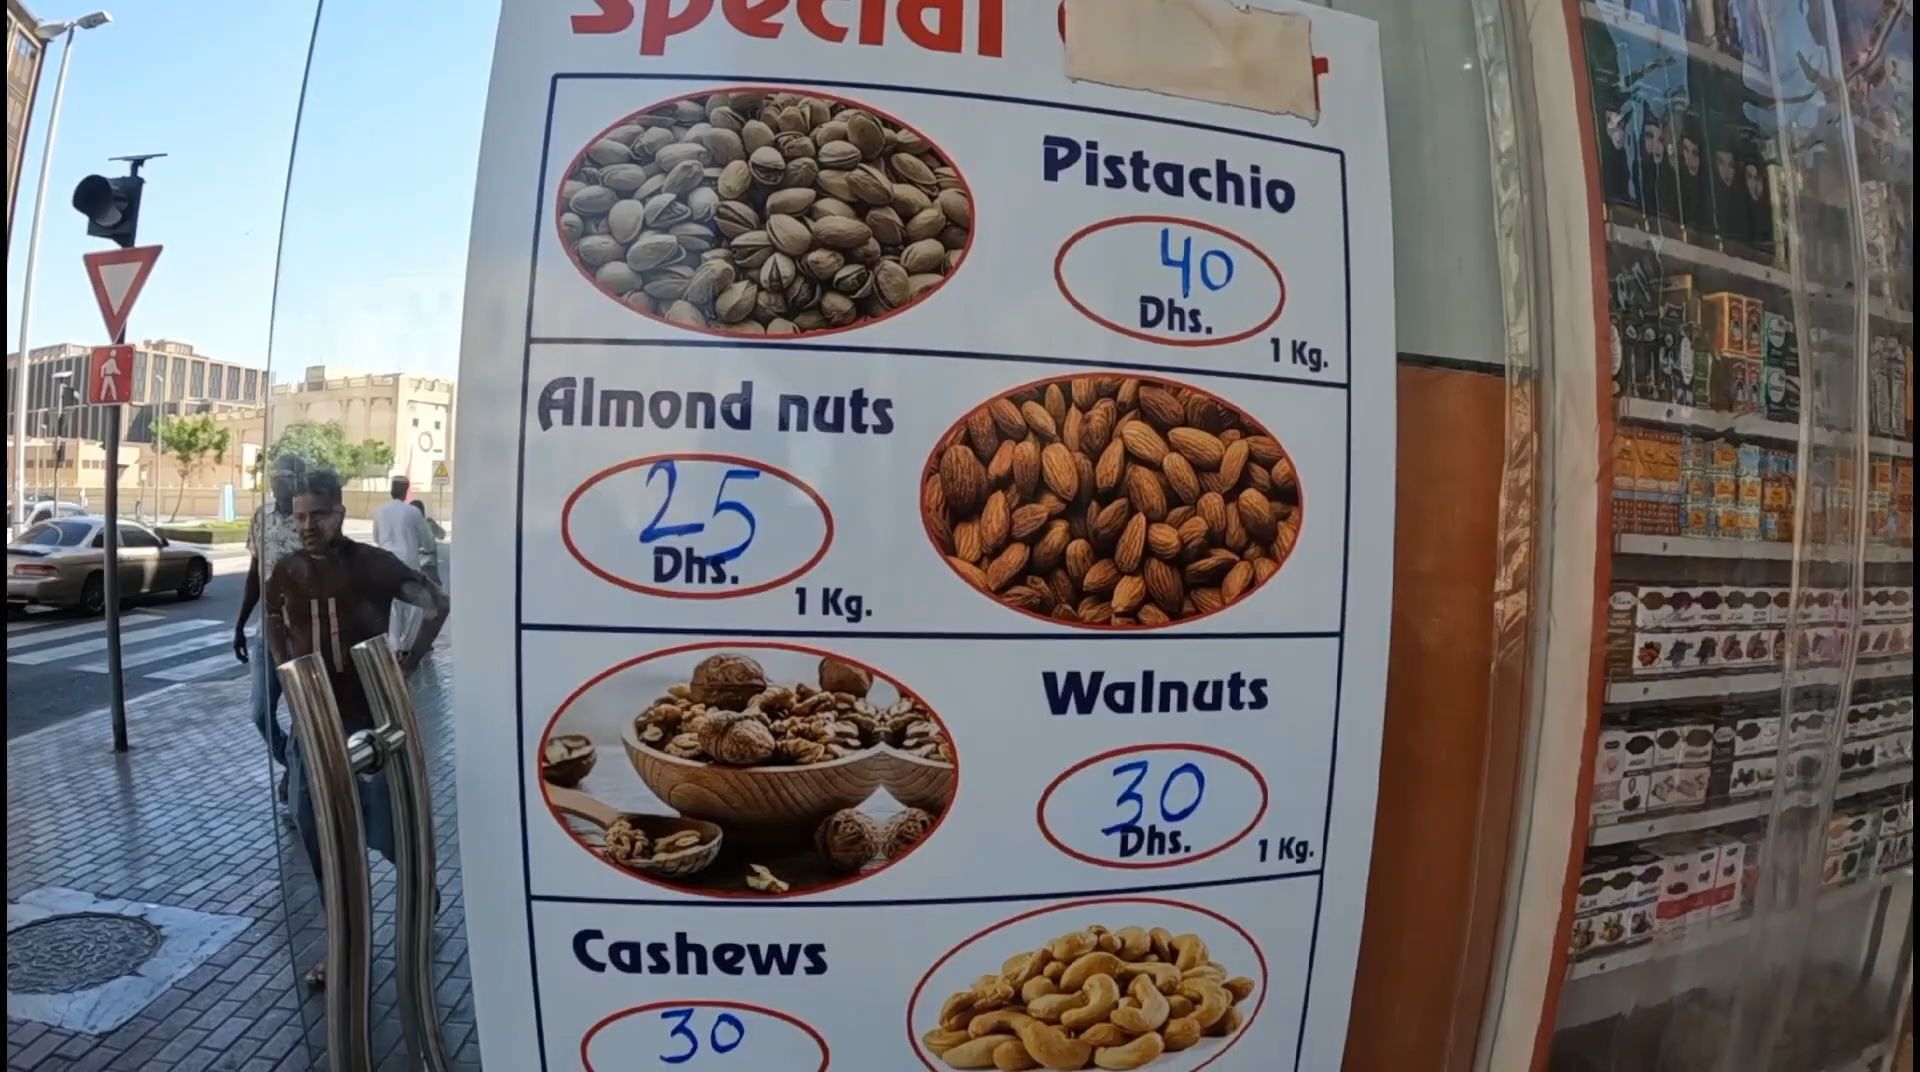 Special
Pistachio
40
Dhs.
1 Kg.
Almond nuts
25
Dhs.
1 Kg.
Walnuts
30
Dhs.
1 Kg.
Cashews
30